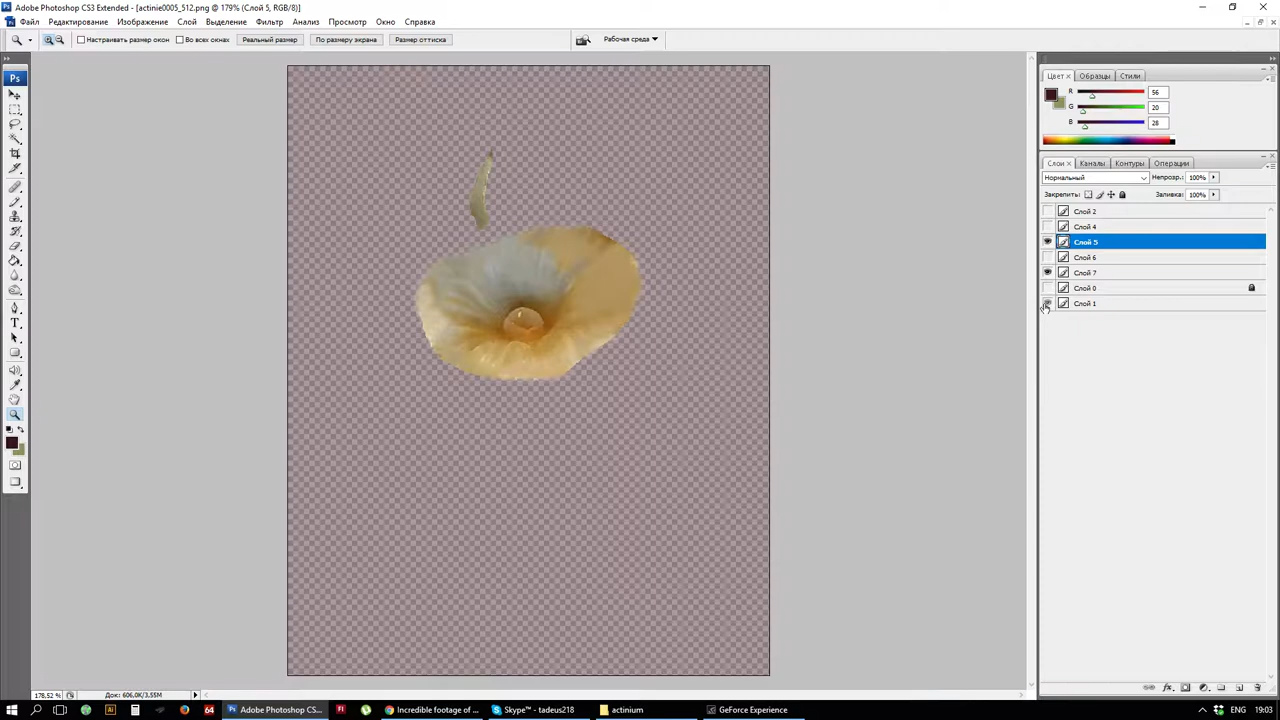 Adobe Photoshop CS3 Extended - [actinie0005_512.png @ 179% (Слой 5, RGB/8)]
Файл Редактирование Изображение Слой Выделение Фильтр Анализ Просмотр Окно Справка
Настраивать размер окон Во всех окнах Реальный размер По размеру экрана Размер оттиска Рабочая среда
Ps
Цвет Образцы Стили
R 56
G 20
B 28
Слои Каналы Контуры Операции
Нормальный Непрозр.: 100%
Закрепить: Заливка: 100%
Слой 2
Слой 4
Слой 5
Слой 6
Слой 7
Слой 0
Слой 1
178,52 % Док: 606,0K/3,55M
Adobe Photoshop CS... Incredible footage of ... Skype™ - tadeus218 actinium GeForce Experience ENG 19:03